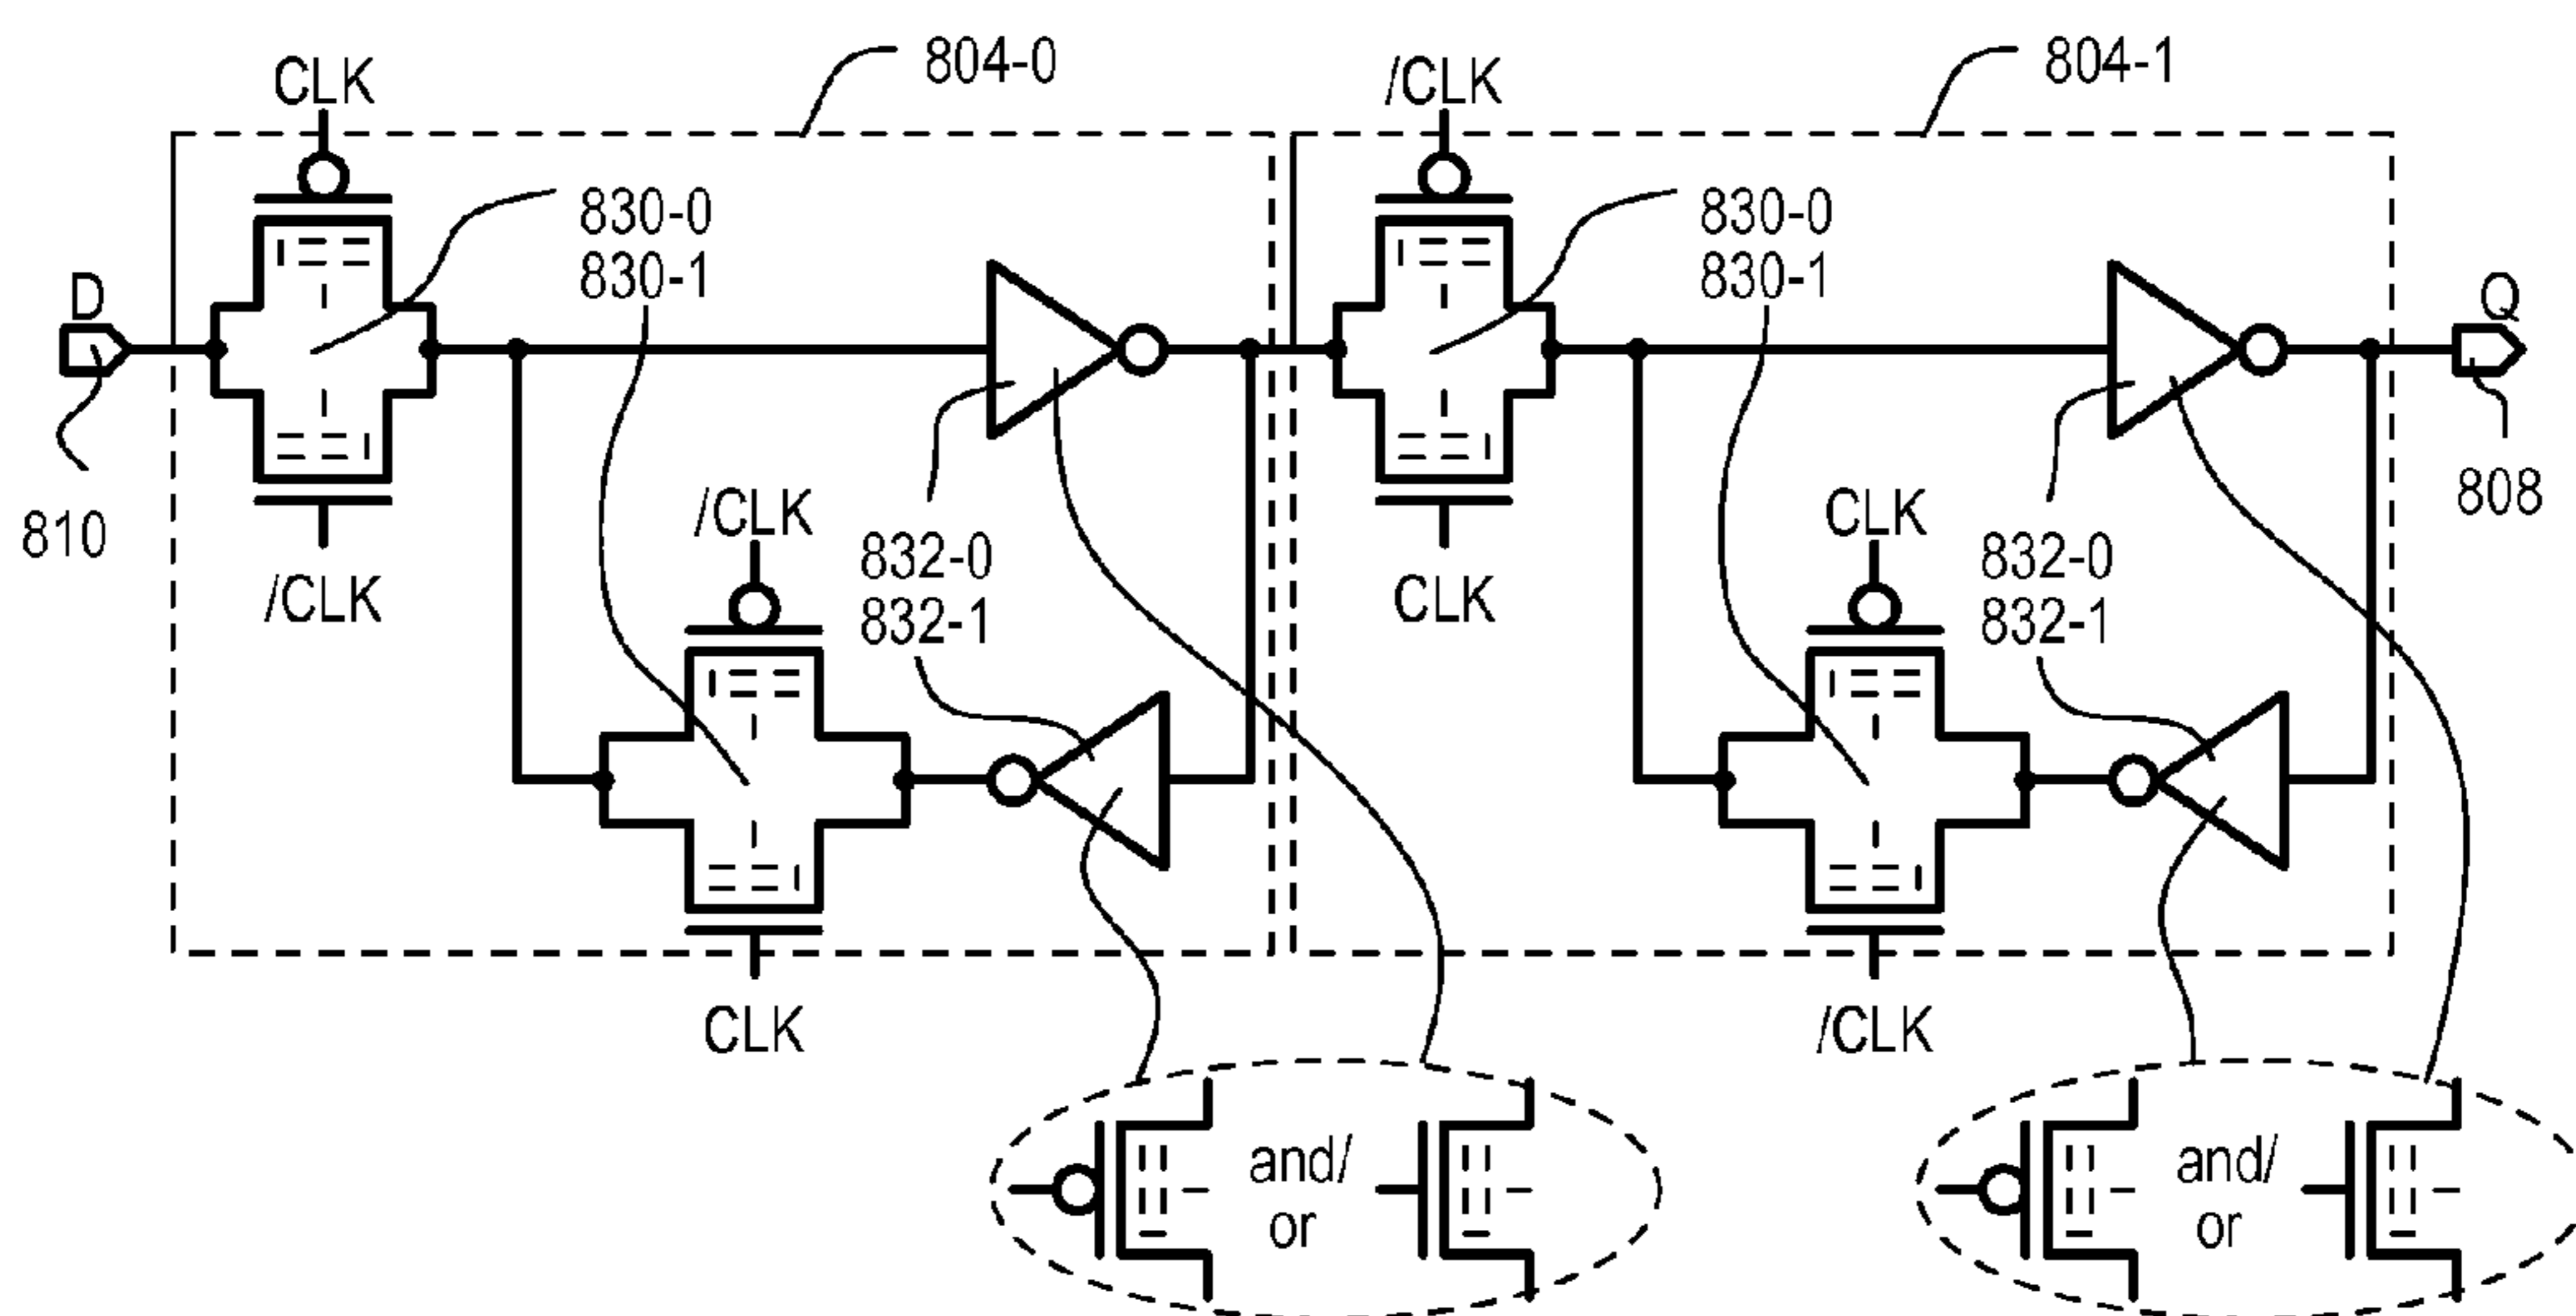 804-0
804-1
CLK
/CLK
830-0
830-1
830-0
830-1
D
Q
810
/CLK
/CLK
832-0
832-1
CLK
CLK
832-0
832-1
808
CLK
/CLK
and/
or
and/
or